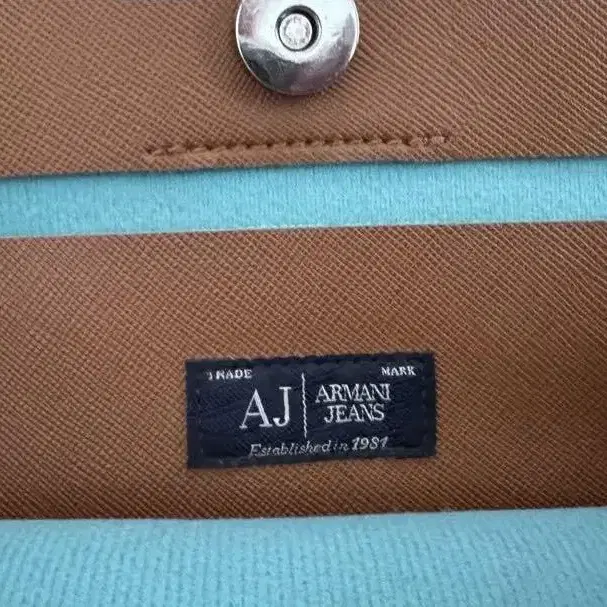 TRADE MARK
AJ ARMANI
JEANS
Established in 1981